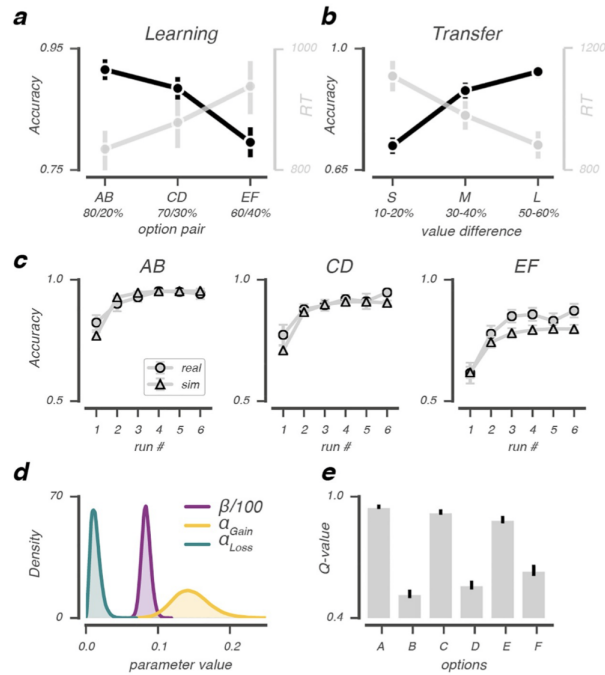 a Learning
0.95
0.75
Accuracy
1000
800
RT
AB CD EF
80/20% 70/30% 60/40%
option pair
b Transfer
1.0
0.65
Accuracy
1200
800
RT
S M L
10-20% 30-40% 50-60%
value difference
c AB CD EF
1.0 1.0 1.0
Accuracy
real
sim
0.5 0.5 0.5
1 2 3 4 5 6 1 2 3 4 5 6 1 2 3 4 5 6
run # run # run #
d
70
0
Density
β/100
αGain
αLoss
0.0 0.1 0.2
parameter value
e
1.0
0.4
Q-value
A B C D E F
options